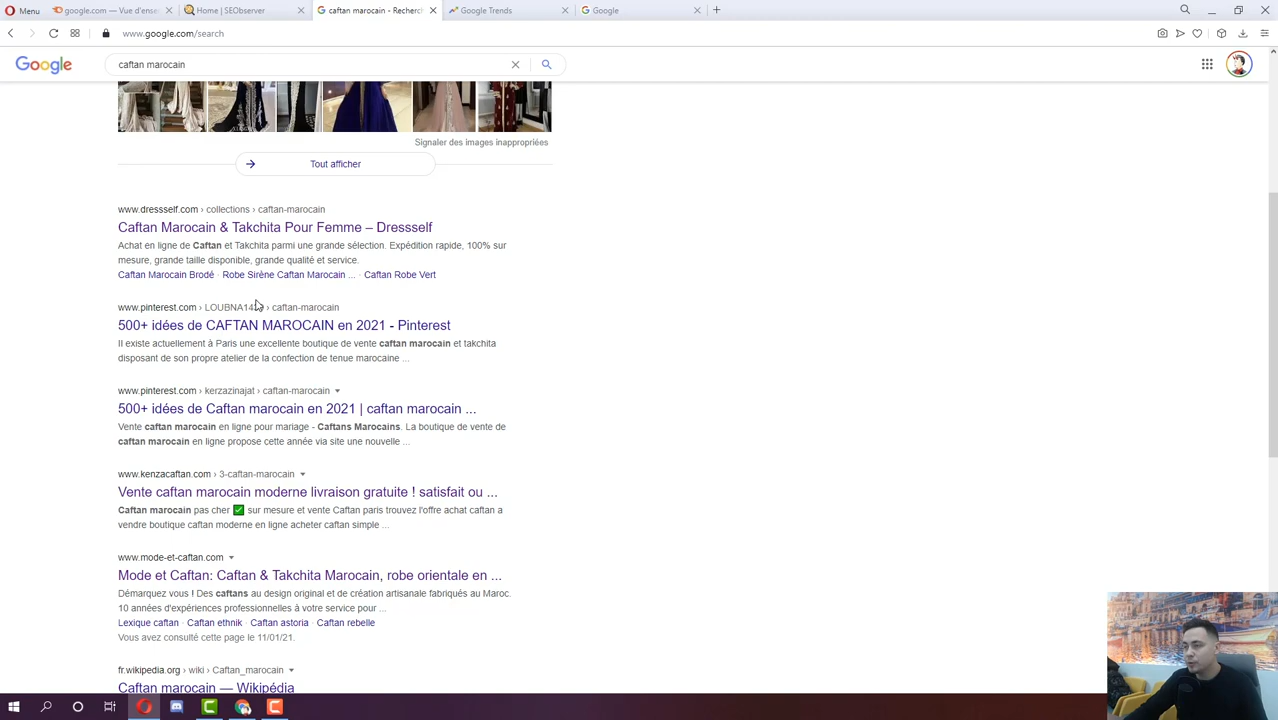 Menu
google.com — Vue d'ense
Home | SEObserver
caftan marocain - Recherch
Google Trends
Google
www.google.com/search
Google
caftan marocain
Signaler des images inappropriées
Tout afficher
www.dressself.com › collections › caftan-marocain
Caftan Marocain & Takchita Pour Femme – Dressself
Achat en ligne de Caftan et Takchita parmi une grande sélection. Expédition rapide, 100% sur
mesure, grande taille disponible, grande qualité et service.
Caftan Marocain Brodé · Robe Sirène Caftan Marocain ... · Caftan Robe Vert
www.pinterest.com › › caftan-marocain
500+ idées de CAFTAN MAROCAIN en 2021 - Pinterest
Il existe actuellement à Paris une excellente boutique de vente caftan marocain et takchita
disposant de son propre atelier de la confection de tenue marocaine ...
www.pinterest.com › kerzazinajat › caftan-marocain
500+ idées de Caftan marocain en 2021 | caftan marocain ...
Vente caftan marocain en ligne pour mariage - Caftans Marocains. La boutique de vente de
caftan marocain en ligne propose cette année via site une nouvelle ...
www.kenzacaftan.com › 3-caftan-marocain
Vente caftan marocain moderne livraison gratuite ! satisfait ou ...
Caftan marocain pas cher ✅ sur mesure et vente Caftan paris trouvez l'offre achat caftan a
vendre boutique caftan moderne en ligne acheter caftan simple ...
www.mode-et-caftan.com
Mode et Caftan: Caftan & Takchita Marocain, robe orientale en ...
Démarquez vous ! Des caftans au design original et de création artisanale fabriqués au Maroc.
10 années d'expériences professionnelles à votre service pour ...
Lexique caftan · Caftan ethnik · Caftan astoria · Caftan rebelle
Vous avez consulté cette page le 11/01/21.
fr.wikipedia.org › wiki › Caftan_marocain
Caftan marocain — Wikipédia